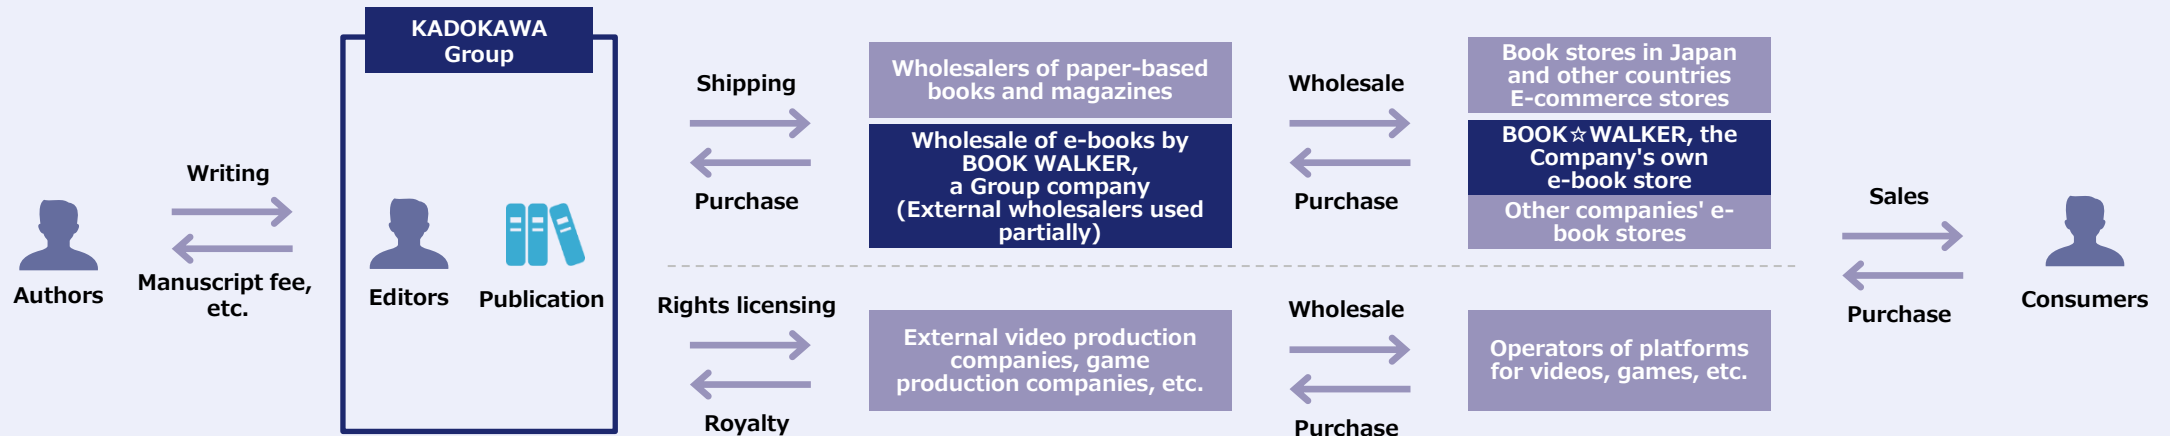 Authors
Writing
Manuscript fee,
etc.
KADOKAWA
Group
Editors
Publication
Shipping
Purchase
Wholesalers of paper-based
books and magazines
Wholesale of e-books by
BOOK WALKER,
a Group company
(External wholesalers used
partially)
Wholesale
Purchase
Book stores in Japan
and other countries
E-commerce stores
BOOK☆WALKER, the
Company's own
e-book store
Other companies' e-
book stores
Rights licensing
Royalty
External video production
companies, game
production companies, etc.
Wholesale
Purchase
Operators of platforms
for videos, games, etc.
Sales
Purchase
Consumers